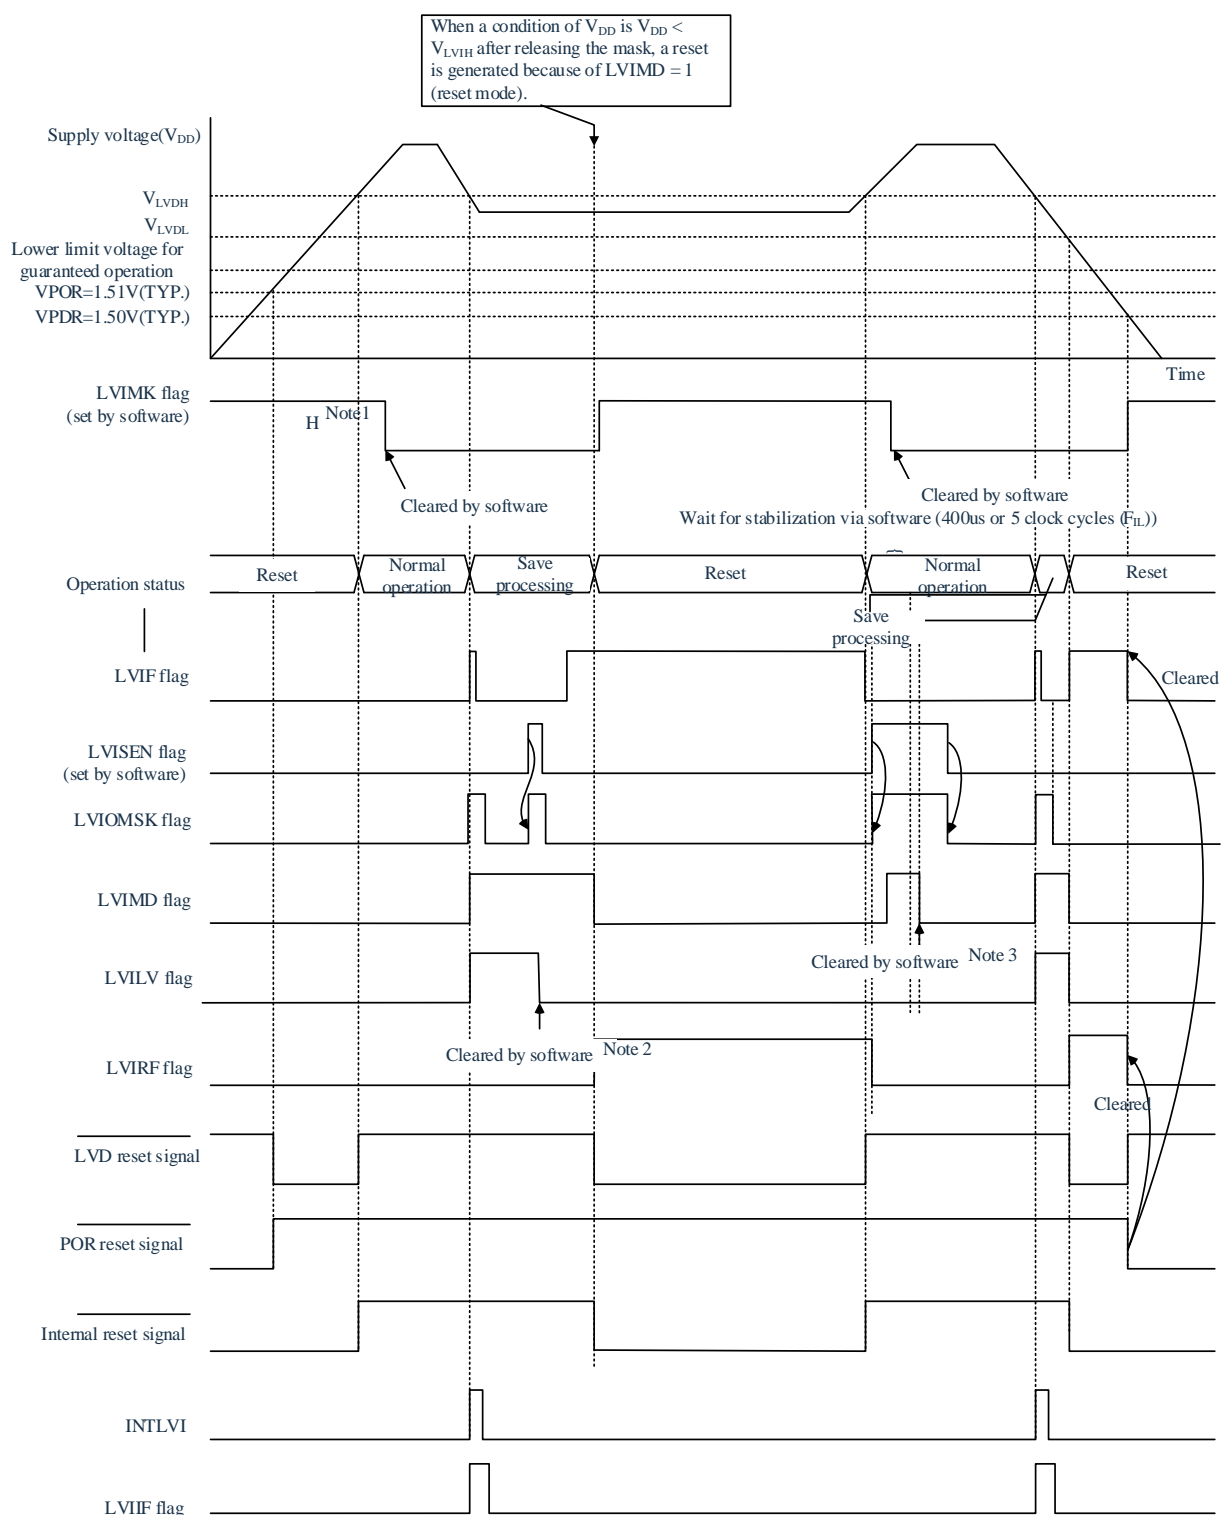 When a condition of VDD is VDD <
VLVIH after releasing the mask, a reset
is generated because of LVIMD = 1
(reset mode).
Supply voltage(VDD)
VLVDH
VLVDL
Lower limit voltage for
guaranteed operation
VPOR=1.51V(TYP.)
VPDR=1.50V(TYP.)
Time
LVIMK flag
(set by software)
H Note1
Cleared by software
Cleared by software
Wait for stabilization via software (400us or 5 clock cycles (FIL))
Operation status
Reset
Normal
operation
Save
processing
Reset
Normal
operation
Reset
Save
processing
LVIF flag
Cleared
LVISEN flag
(set by software)
LVIOMSK flag
LVIMD flag
Cleared by software Note 3
LVILV flag
Cleared by software Note 2
LVIRF flag
Cleared
LVD reset signal
POR reset signal
Internal reset signal
INTLVI
LVIIF flag